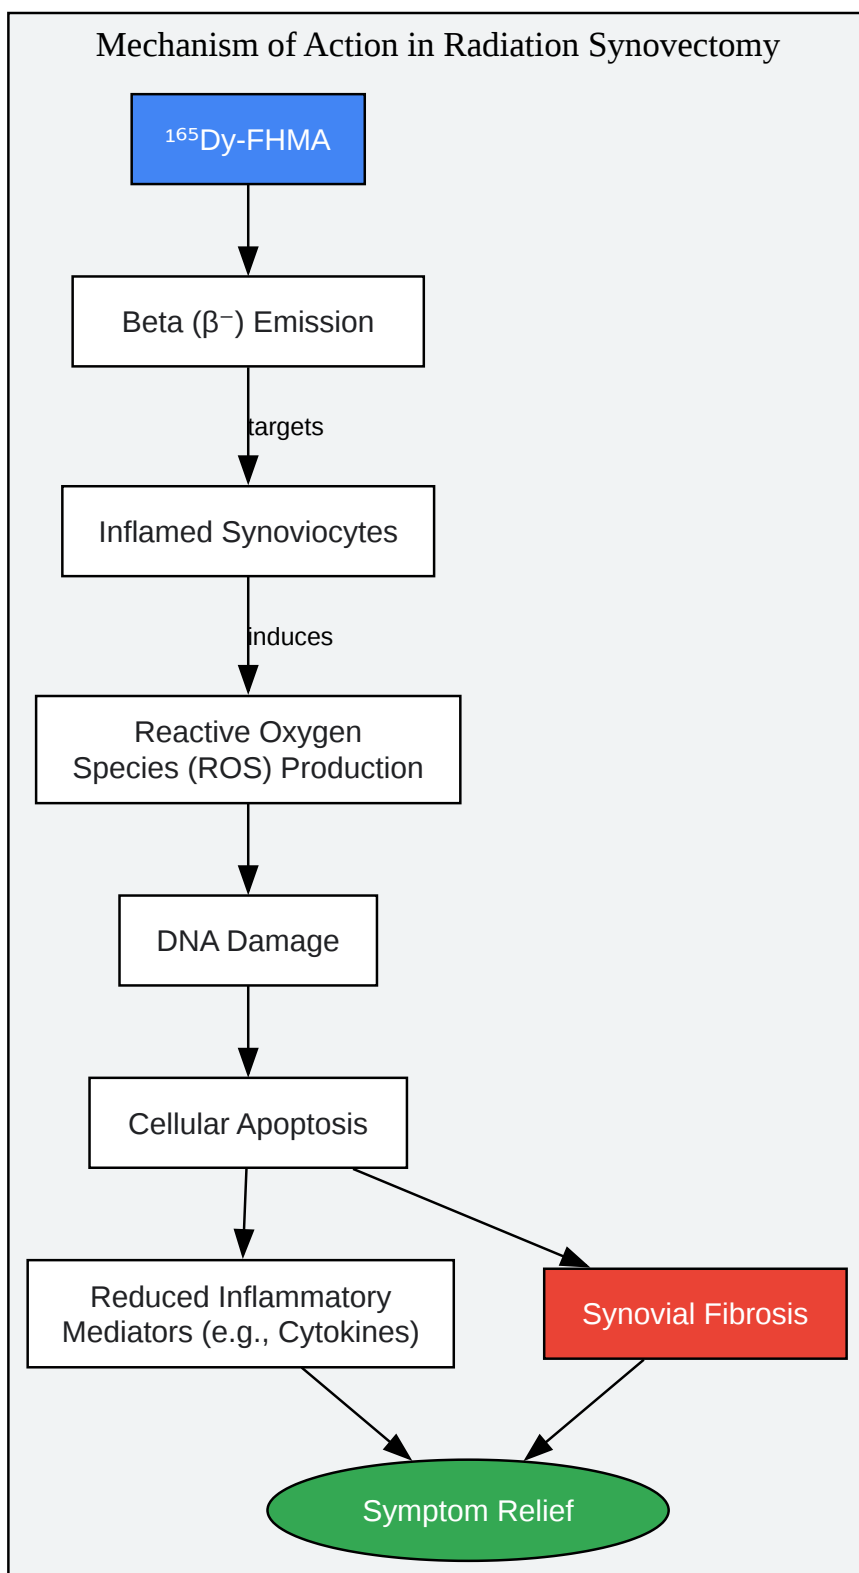 Mechanism of Action in Radiation Synovectomy
¹⁶⁵Dy-FHMA
Beta (β⁻) Emission
targets
Inflamed Synoviocytes
induces
Reactive Oxygen
Species (ROS) Production
DNA Damage
Cellular Apoptosis
Reduced Inflammatory
Mediators (e.g., Cytokines)
Synovial Fibrosis
Symptom Relief